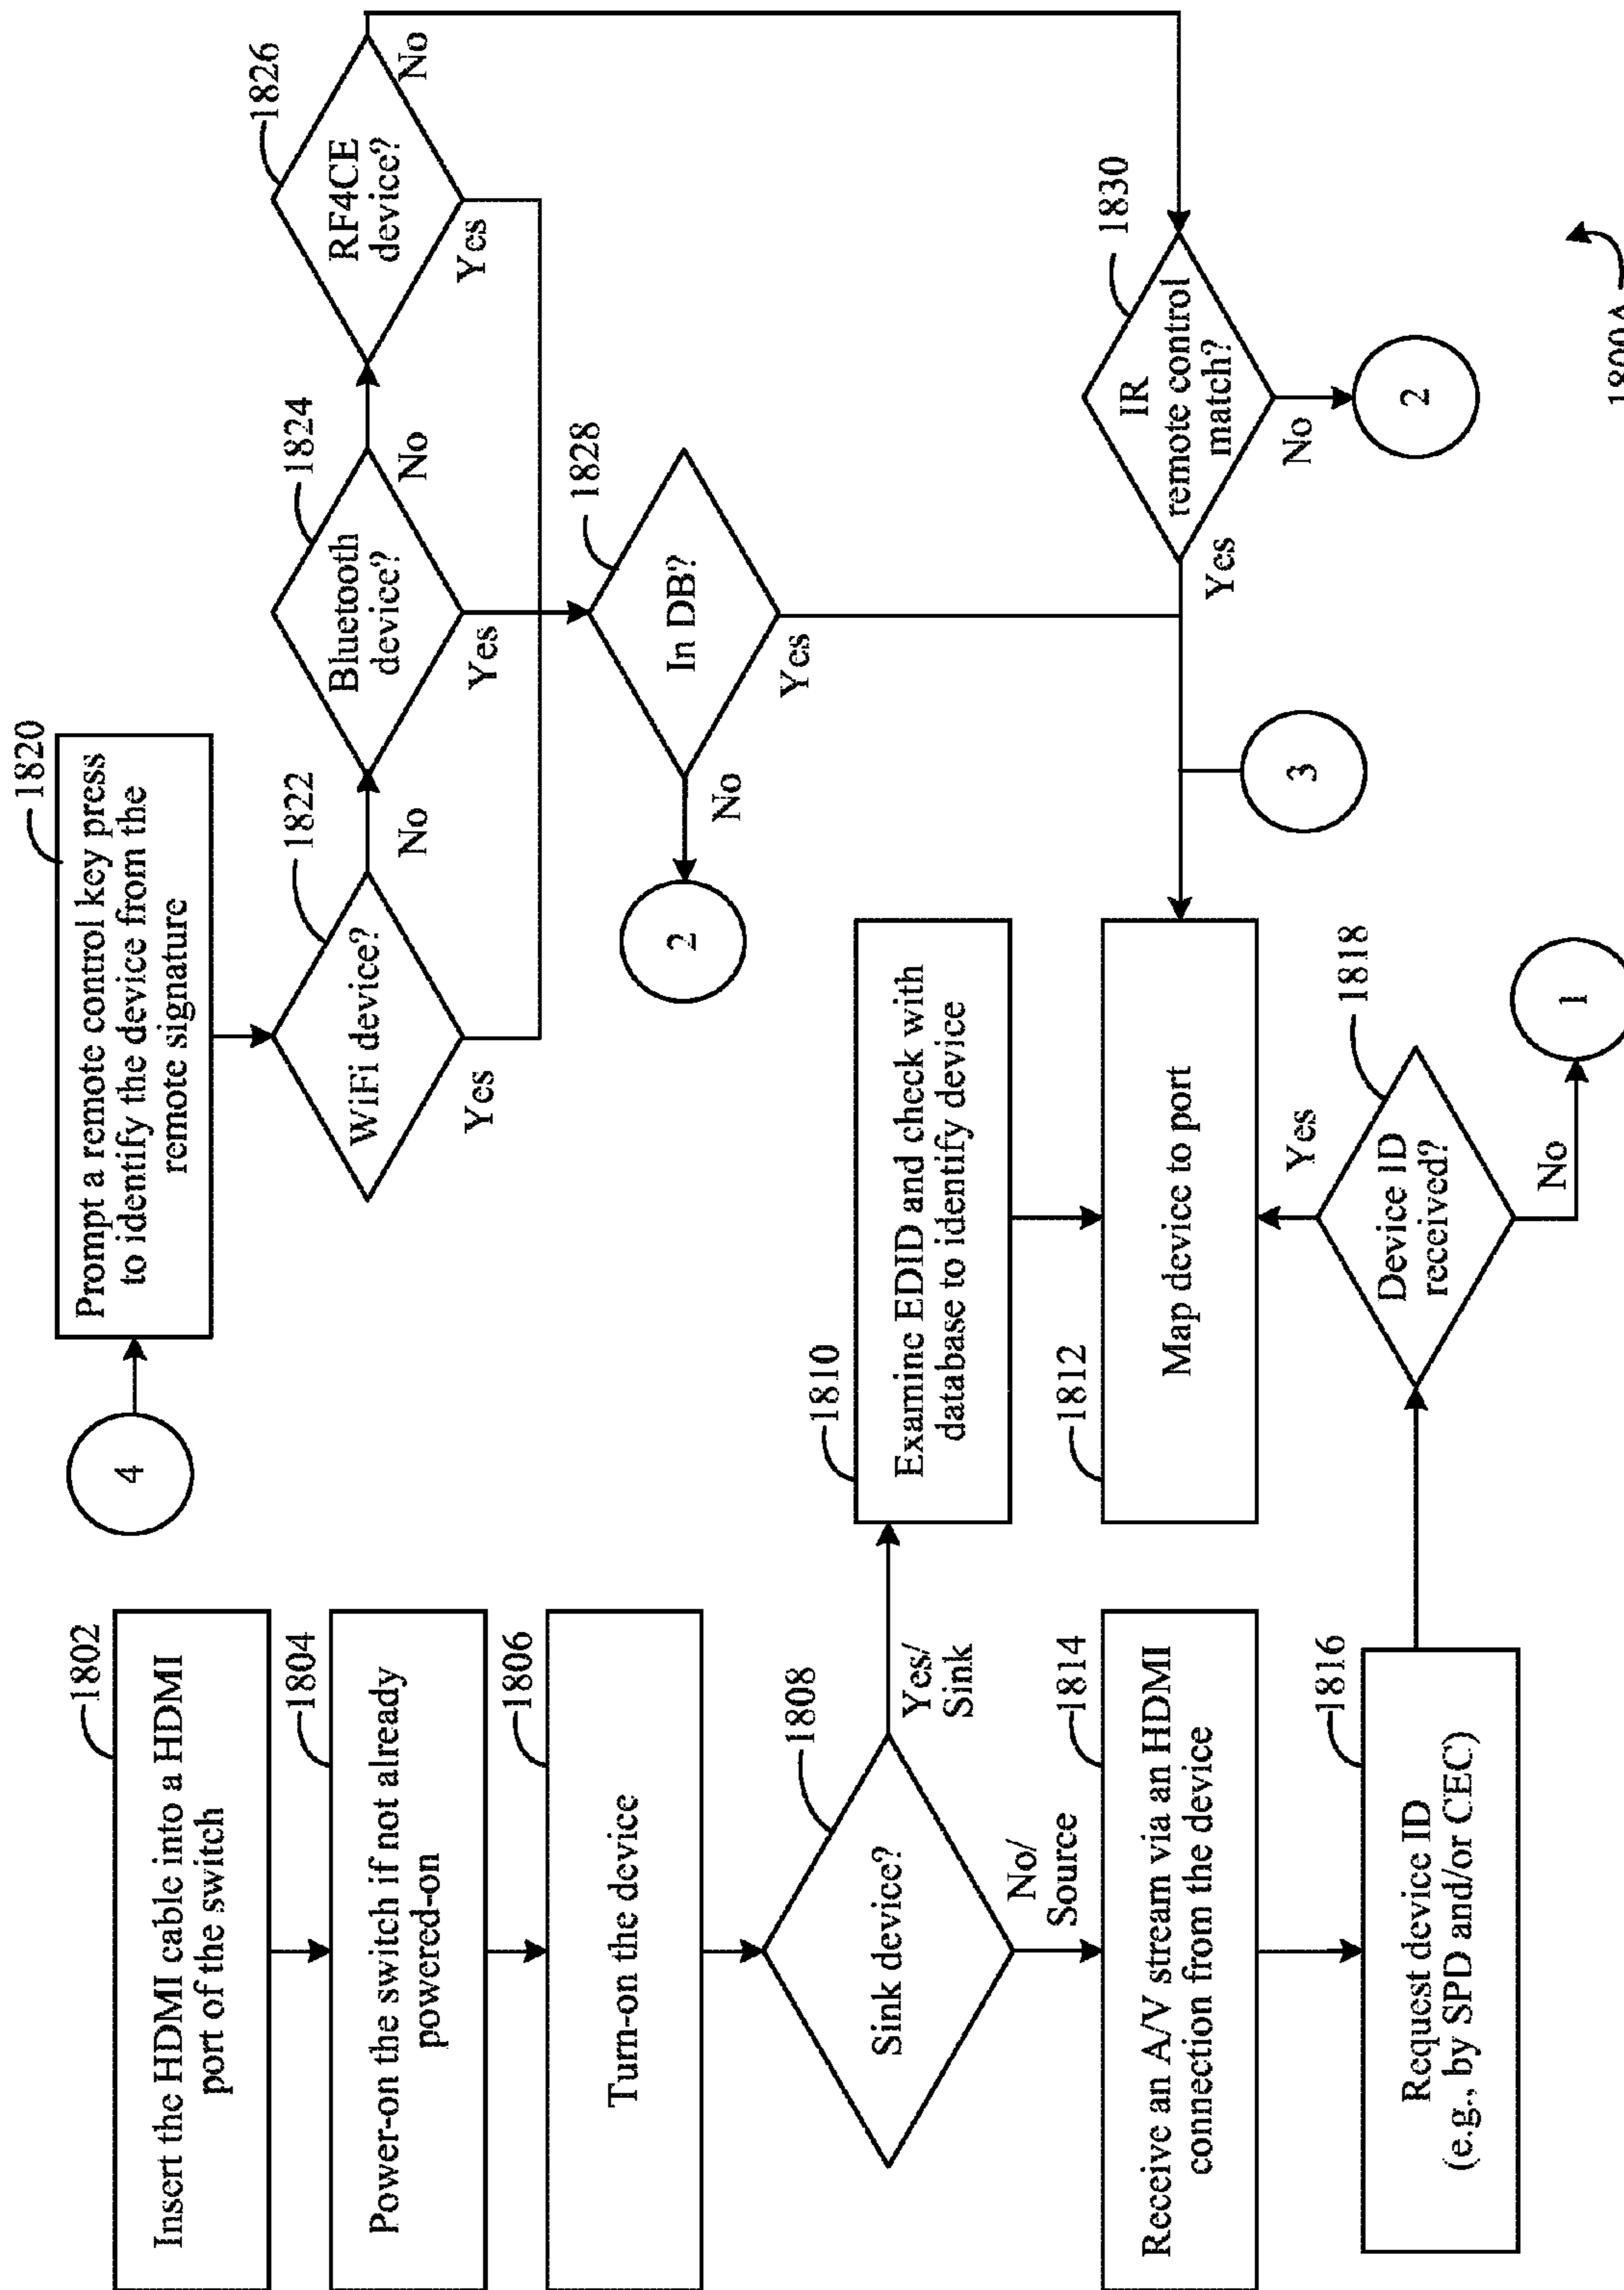 1802
Insert the HDMI cable into a HDMI
port of the switch
1804
Power-on the switch if not already
powered-on
1806
Turn-on the device
1808
Sink device?
Yes/
Sink
No/
Source
1814
Receive an A/V stream via an HDMI
connection from the device
1816
Request device ID
(e.g., by SPD and/or CEC)
4
1820
Prompt a remote control key press
to identify the device from the
remote signature
1822
WiFi device?
No
Yes
1824
Bluetooth
device?
No
Yes
1826
RF4CE
device?
No
Yes
1828
In DB?
No
Yes
2
1810
Examine EDID and check with
database to identify device
1812
Map device to port
3
1830
IR
remote control
match?
Yes
No
2
1818
Device ID
received?
Yes
No
1
1800A